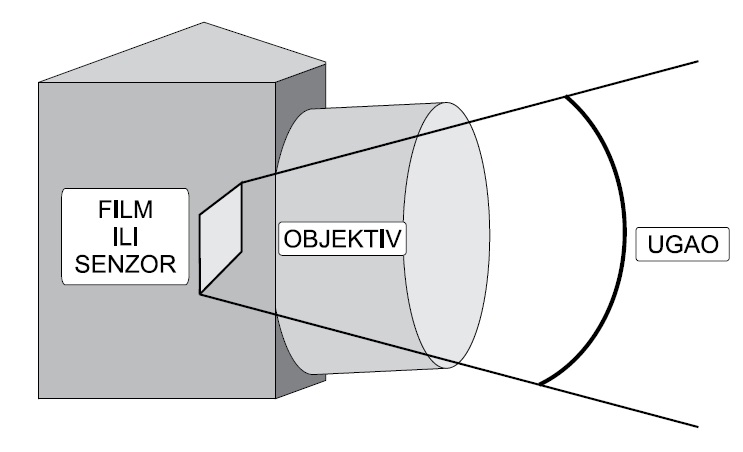 FILM
ILI
SENZOR
OBJEKTIV
UGAO